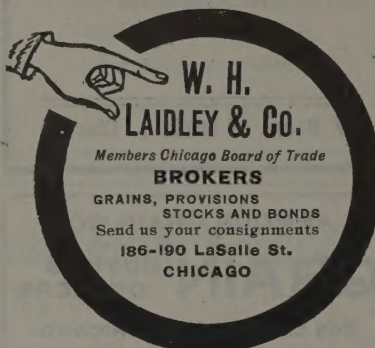 W. H.
LAIDLEY & CO.
Members Chicago Board of Trade
BROKERS
GRAINS, PROVISIONS
STOCKS AND BONDS
Send us your consignments
186-190 LaSalle St.
CHICAGO